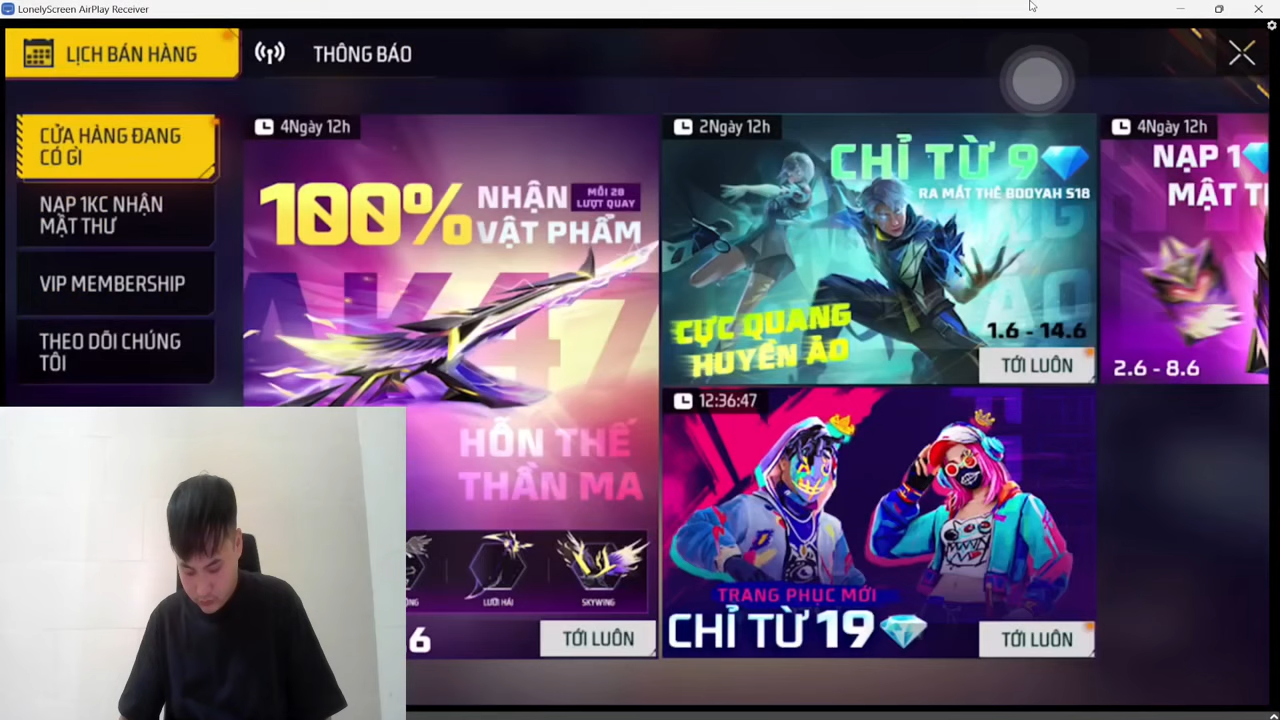 LonelyScreen AirPlay Receiver
LỊCH BÁN HÀNG
THÔNG BÁO
CỬA HÀNG ĐANG
CÓ GÌ
NẠP 1KC NHẬN
MẬT THƯ
VIP MEMBERSHIP
THEO DÕI CHÚNG
TÔI
4Ngày 12h
100%
NHẬN
MỖI 20
LƯỢT QUAY
VẬT PHẨM
AK47
HỒN THẾ
THẦN MA
LƯỠI HÁI
SKYWING
6
TỚI LUÔN
2Ngày 12h
CHỈ TỪ 9
RA MẮT THẺ BOOYAH S18
CỰC QUANG
HUYỀN ẢO
1.6 - 14.6
TỚI LUÔN
12:36:47
TRANG PHỤC MỚI
CHỈ TỪ 19
TỚI LUÔN
4Ngày 12h
NẠP 1
MẬT
2.6 - 8.6